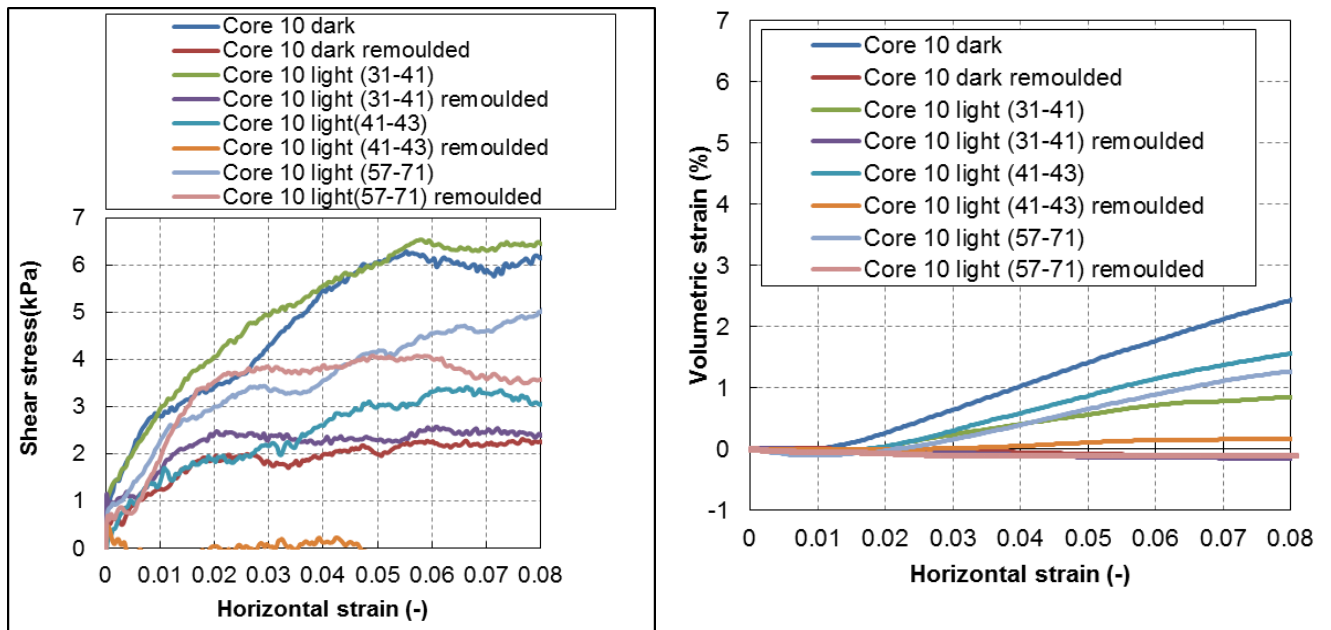 Core 10 dark
Core 10 dark remoulded
Core 10 light (31-41)
Core 10 light (31-41) remoulded
Core 10 light(41-43)
Core 10 light (41-43) remoulded
Core 10 light (57-71)
Core 10 light(57-71) remoulded
7
6
5
4
3
2
1
0
Shear stress(kPa)
0 0.01 0.02 0.03 0.04 0.05 0.06 0.07 0.08
Horizontal strain (-)
7
6
5
4
3
2
1
0
-1
Volumetric strain (%)
Core 10 dark
Core 10 dark remoulded
Core 10 light (31-41)
Core 10 light (31-41) remoulded
Core 10 light (41-43)
Core 10 light (41-43) remoulded
Core 10 light (57-71)
Core 10 light (57-71) remoulded
0 0.01 0.02 0.03 0.04 0.05 0.06 0.07 0.08
Horizontal strain (-)